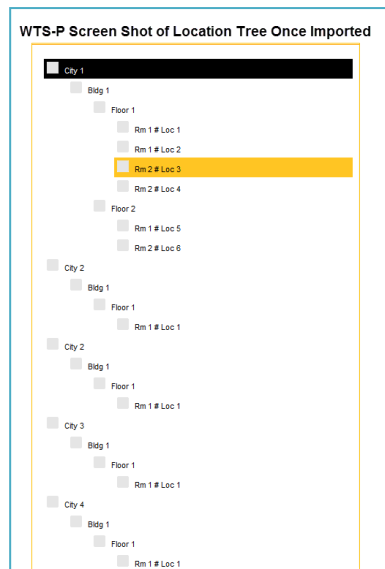 WTS-P Screen Shot of Location Tree Once Imported
City 1
Bldg 1
Floor 1
Rm 1 # Loc 1
Rm 1 # Loc 2
Rm 2 # Loc 3
Rm 2 # Loc 4
Floor 2
Rm 1 # Loc 5
Rm 2 # Loc 6
City 2
Bldg 1
Floor 1
Rm 1 # Loc 1
City 2
Bldg 1
Floor 1
Rm 1 # Loc 1
City 3
Bldg 1
Floor 1
Rm 1 # Loc 1
City 4
Bldg 1
Floor 1
Rm 1 # Loc 1